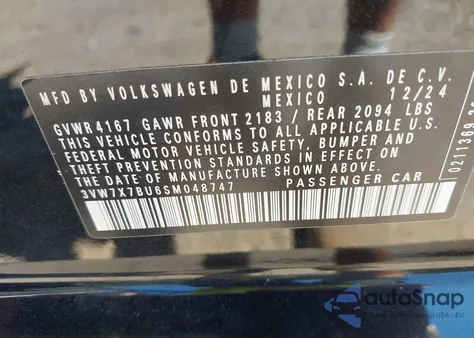 MFD BY VOLKSWAGEN DE MEXICO S.A. DE C.V.
MEXICO 12/24
GVWR 4167 GAWR FRONT 2183 / REAR 2094 LBS
THIS VEHICLE CONFORMS TO ALL APPLICABLE
FEDERAL MOTOR VEHICLE SAFETY, BUMPER AND
THEFT PREVENTION STANDARDS IN EFFECT ON
THE DATE OF MANUFACTURE SHOWN ABOVE.
3VW7X7BU6SM048747 PASSENGER CAR
autoSnap